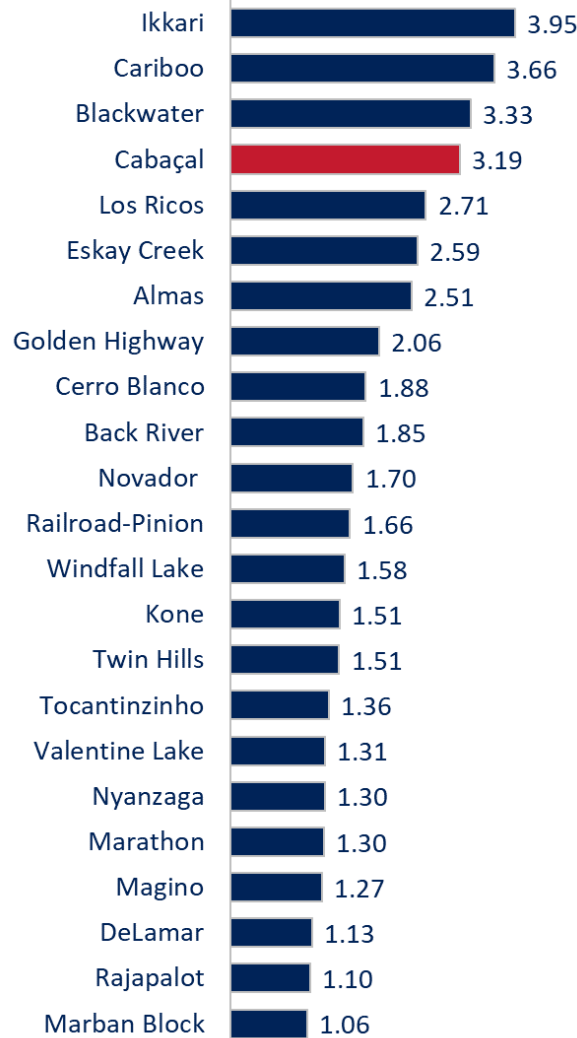 Ikkari 3.95
Cariboo 3.66
Blackwater 3.33
Cabaçal 3.19
Los Ricos 2.71
Eskay Creek 2.59
Almas 2.51
Golden Highway 2.06
Cerro Blanco 1.88
Back River 1.85
Novador 1.70
Railroad-Pinion 1.66
Windfall Lake 1.58
Kone 1.51
Twin Hills 1.51
Tocantinzinho 1.36
Valentine Lake 1.31
Nyanzaga 1.30
Marathon 1.30
Magino 1.27
DeLamar 1.13
Rajapalot 1.10
Marban Block 1.06